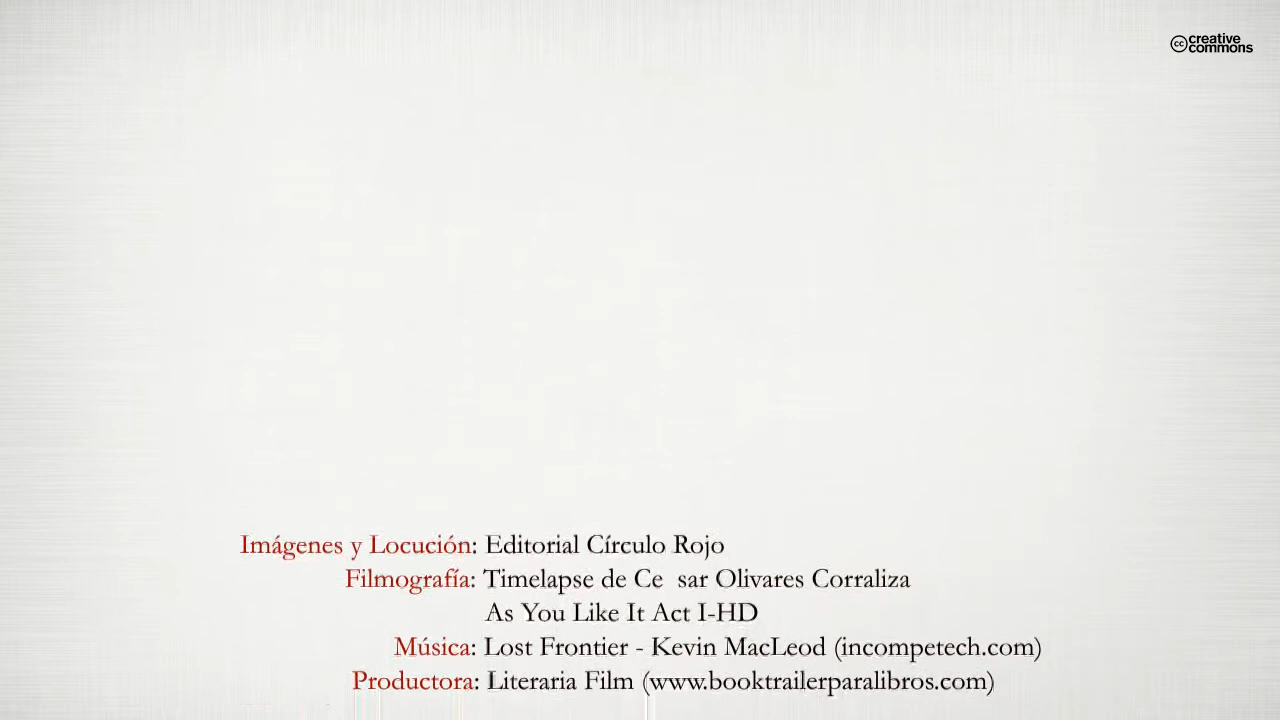 cc creative
commons
Imágenes y Locución: Editorial Círculo Rojo
Filmografía: Timelapse de Ce sar Olivares Corraliza
As You Like It Act I-HD
Música: Lost Frontier - Kevin MacLeod (incompetech.com)
Productora: Literaria Film (www.booktrailerparalibros.com)